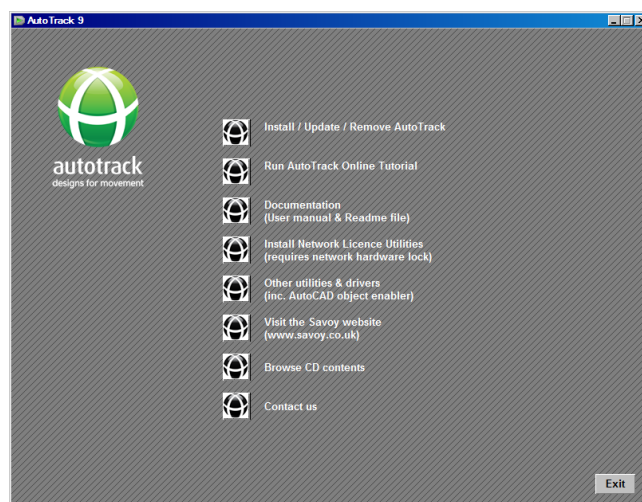 AutoTrack 9
autotrack
designs for movement
Install / Update / Remove AutoTrack
Run AutoTrack Online Tutorial
Documentation
(User manual & Readme file)
Install Network Licence Utilities
(requires network hardware lock)
Other utilities & drivers
(inc. AutoCAD object enabler)
Visit the Savoy website
(www.savoy.co.uk)
Browse CD contents
Contact us
Exit